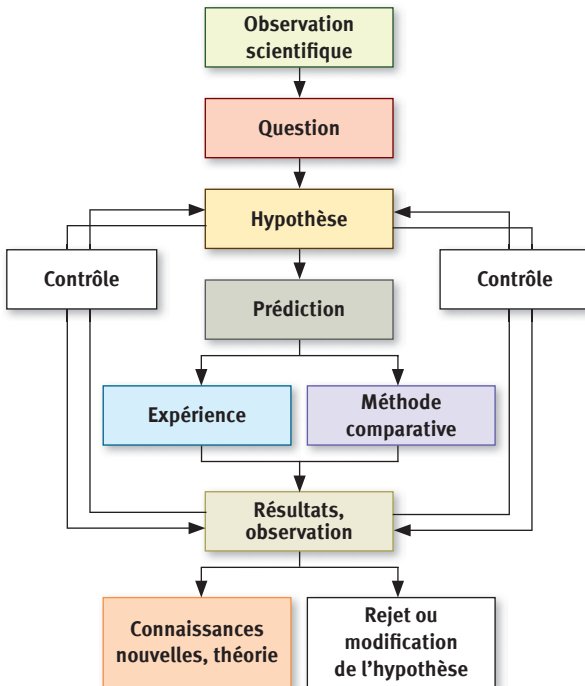 Observation
scientifique
Question
Hypothèse
Contrôle
Contrôle
Prédiction
Expérience
Méthode
comparative
Résultats,
observation
Connaissances
nouvelles, théorie
Rejet ou
modification
de l’hypothèse